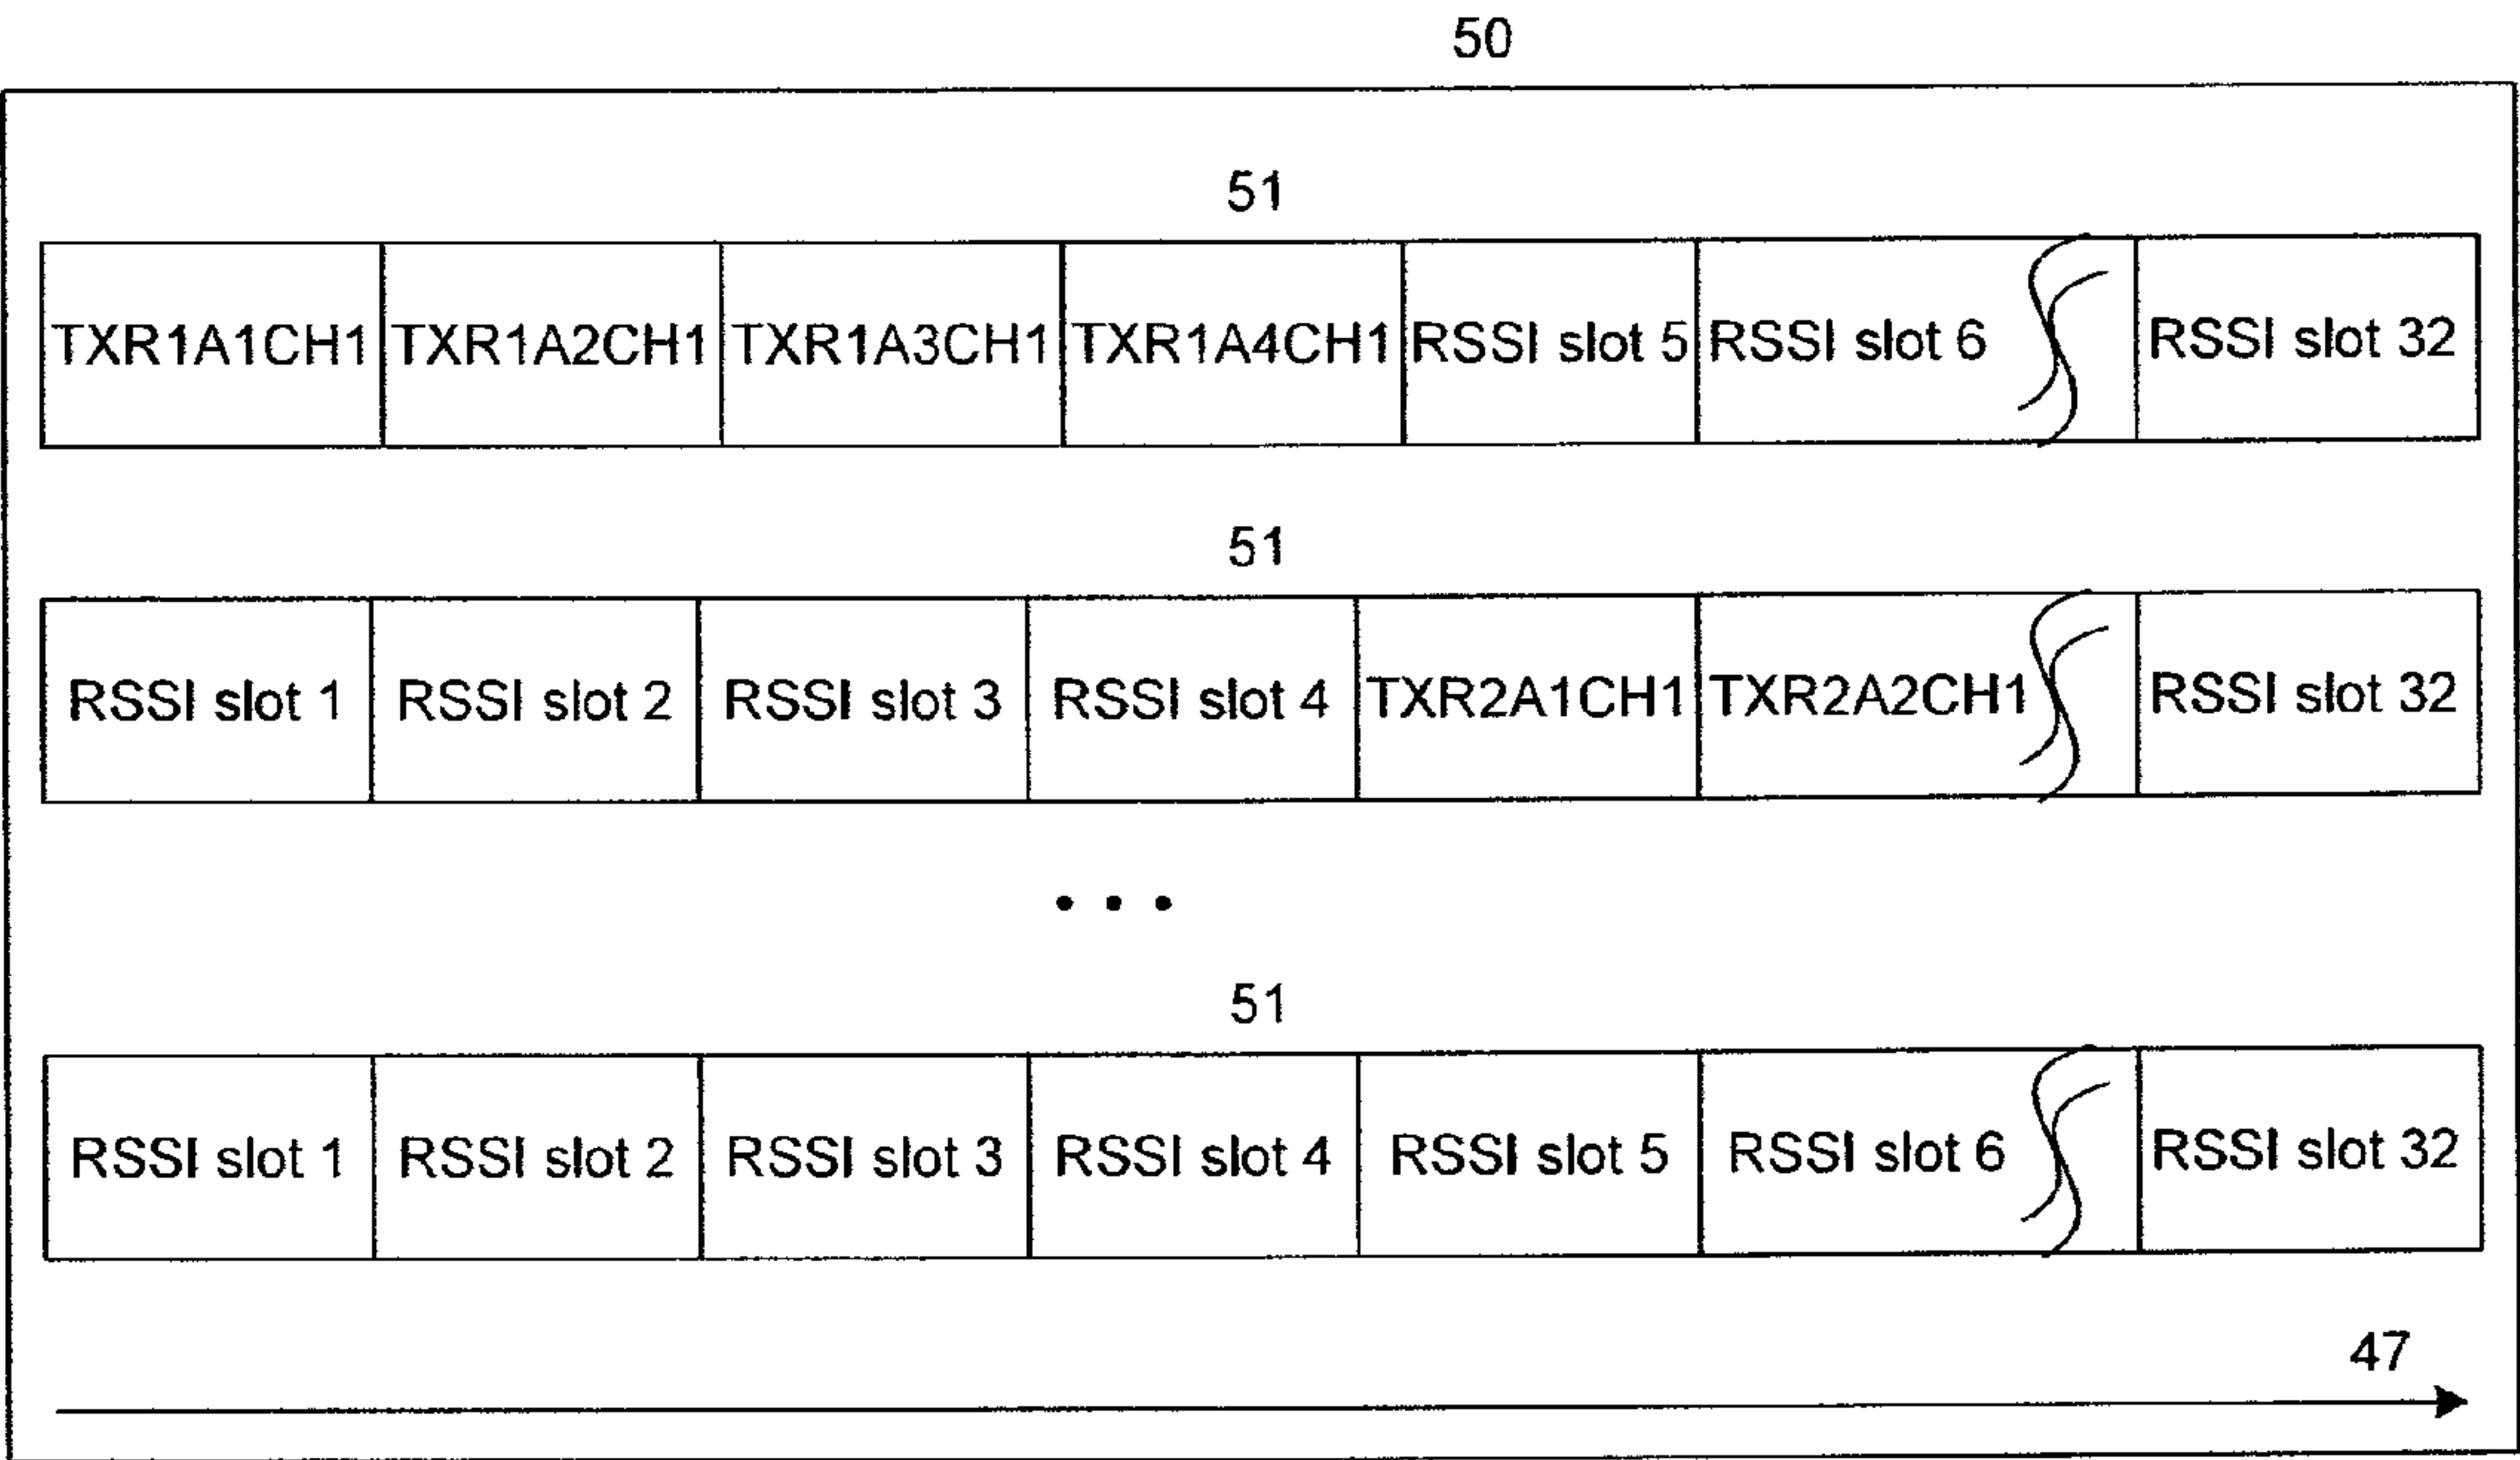 50
51
TXR1A1CH1 TXR1A2CH1 TXR1A3CH1 TXR1A4CH1 RSSI slot 5 RSSI slot 6 RSSI slot 32
51
RSSI slot 1 RSSI slot 2 RSSI slot 3 RSSI slot 4 TXR2A1CH1 TXR2A2CH1 RSSI slot 32
• • •
51
RSSI slot 1 RSSI slot 2 RSSI slot 3 RSSI slot 4 RSSI slot 5 RSSI slot 6 RSSI slot 32
47